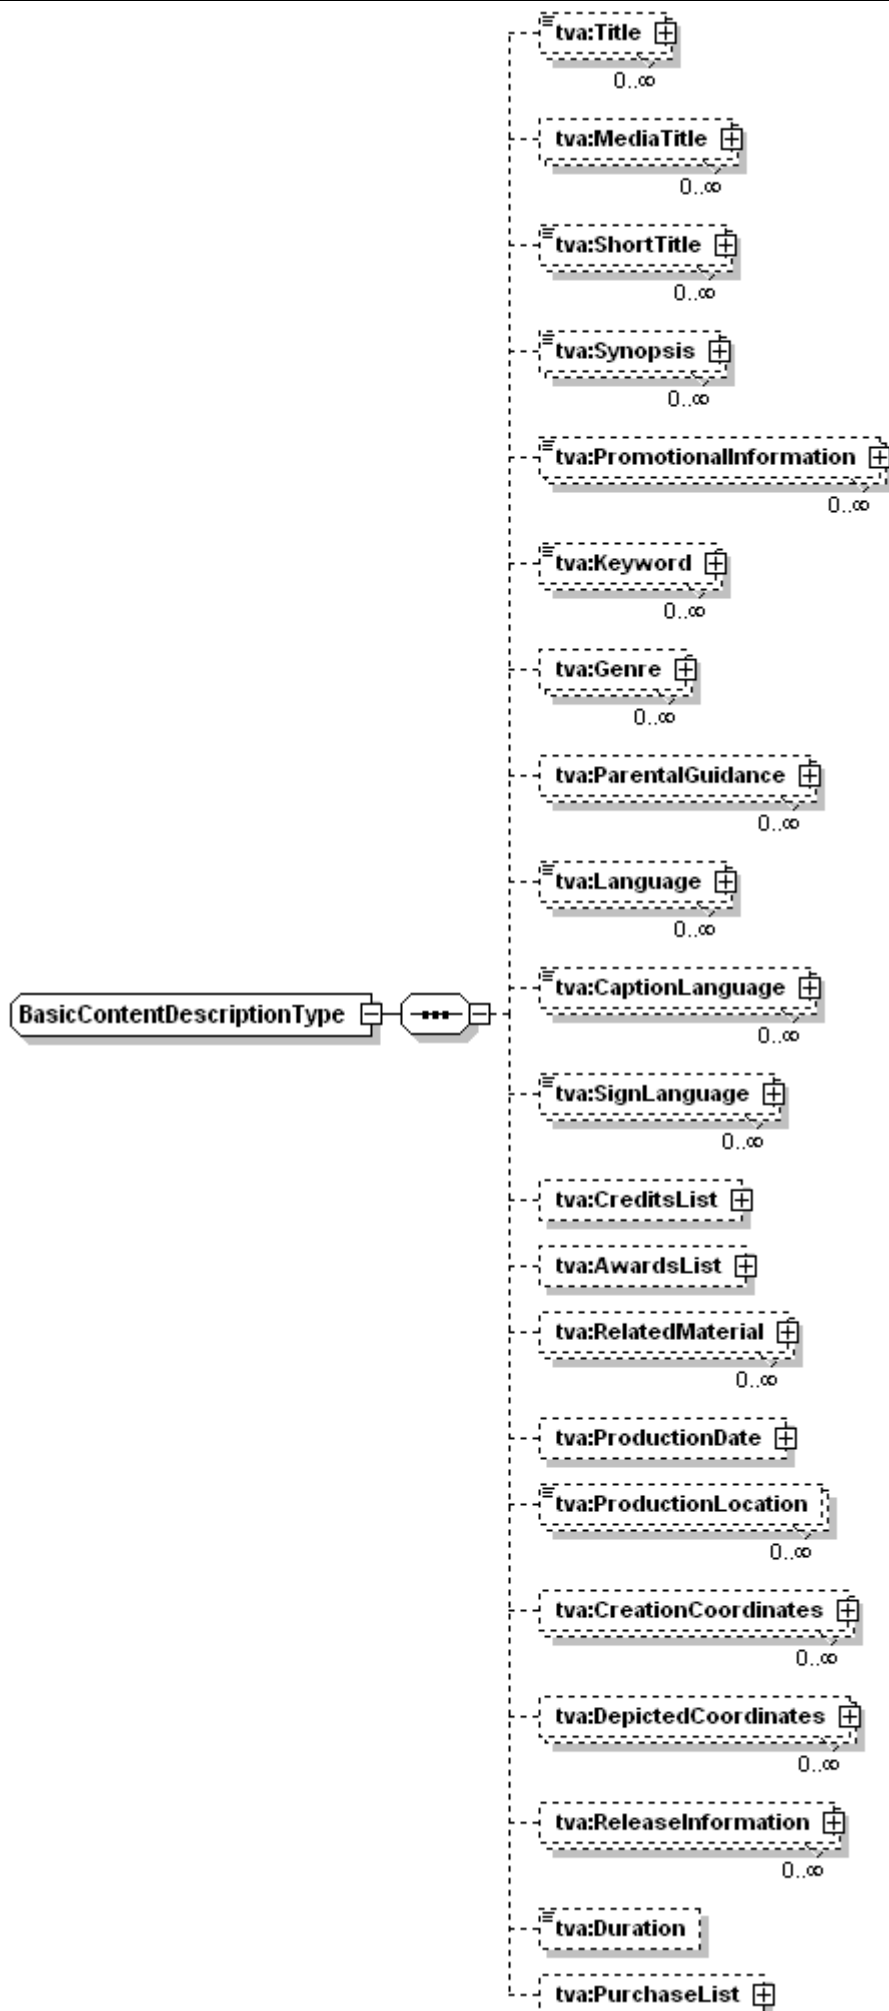 tva:Title
0..∞
tva:MediaTitle
0..∞
tva:ShortTitle
0..∞
tva:Synopsis
0..∞
tva:PromotionalInformation
0..∞
tva:Keyword
0..∞
tva:Genre
0..∞
tva:ParentalGuidance
0..∞
tva:Language
0..∞
tva:CaptionLanguage
0..∞
BasicContentDescriptionType
tva:SignLanguage
0..∞
tva:CreditsList
tva:AwardsList
tva:RelatedMaterial
0..∞
tva:ProductionDate
tva:ProductionLocation
0..∞
tva:CreationCoordinates
0..∞
tva:DepictedCoordinates
0..∞
tva:ReleaseInformation
0..∞
tva:Duration
tva:PurchaseList